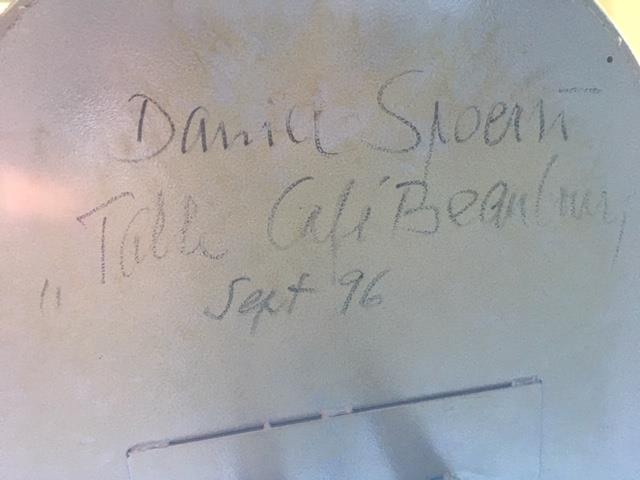 Daniel Spoerri
"Table Café Beaubourg
Sept 96